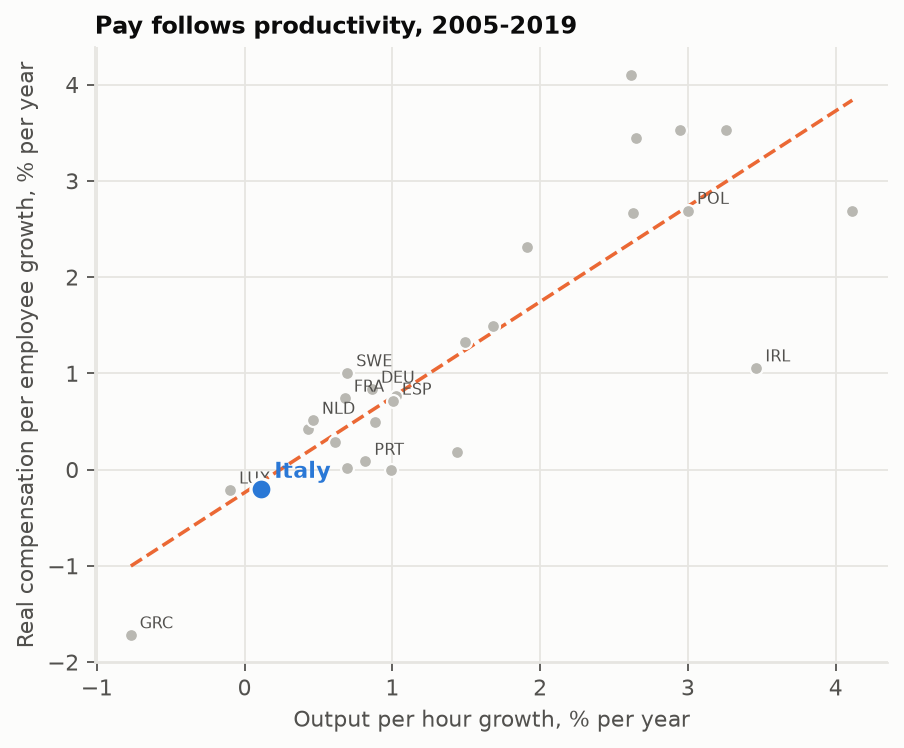 Pay follows productivity, 2005-2019
Real compensation per employee growth, % per year
4
3
2
1
0
−1
−2
POL
IRL
SWE
DEU
FRA
ESP
NLD
PRT
Italy
LUX
GRC
−1
0
1
2
3
4
Output per hour growth, % per year